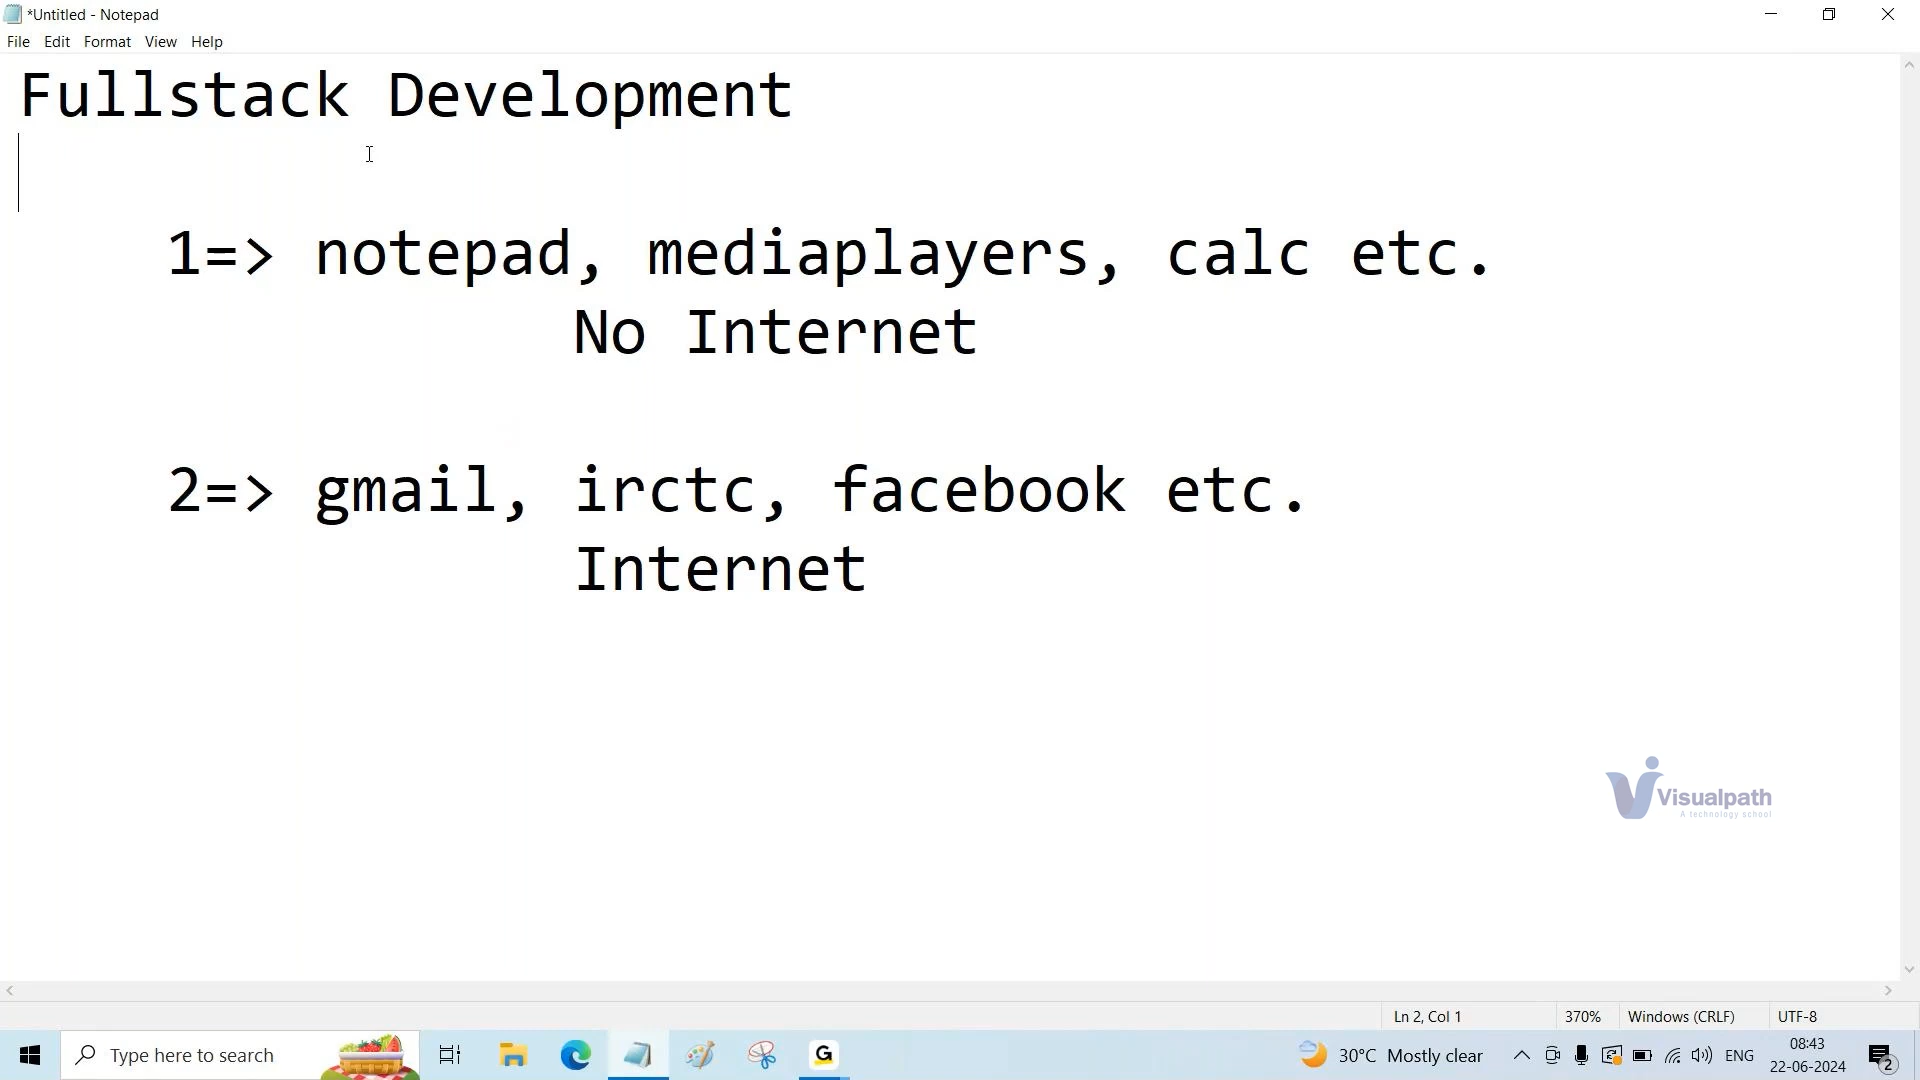 *Untitled - Notepad
File Edit Format View Help
Fullstack Development
1=> notepad, mediaplayers, calc etc.
No Internet
2=> gmail, irctc, facebook etc.
Internet
Visualpath
A technology school
Ln 2, Col 1 370% Windows (CRLF) UTF-8
Type here to search
G
30°C Mostly clear
ENG
08:43
22-06-2024
2